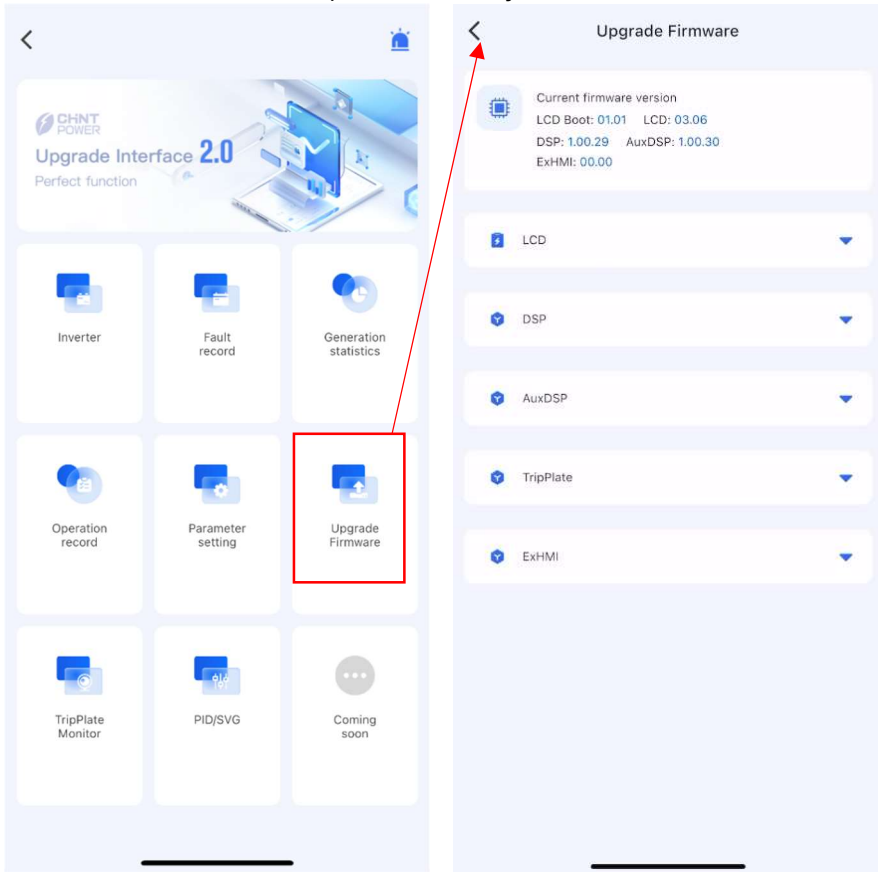 CHNT
POWER
Upgrade Interface 2.0
Perfect function
Inverter
Fault
record
Generation
statistics
Operation
record
Parameter
setting
Upgrade
Firmware
TripPlate
Monitor
PID/SVG
Coming
soon
Upgrade Firmware
Current firmware version
LCD Boot: 01.01 LCD: 03.06
DSP: 1.00.29 AuxDSP: 1.00.30
ExHMI: 00.00
LCD
DSP
AuxDSP
TripPlate
ExHMI